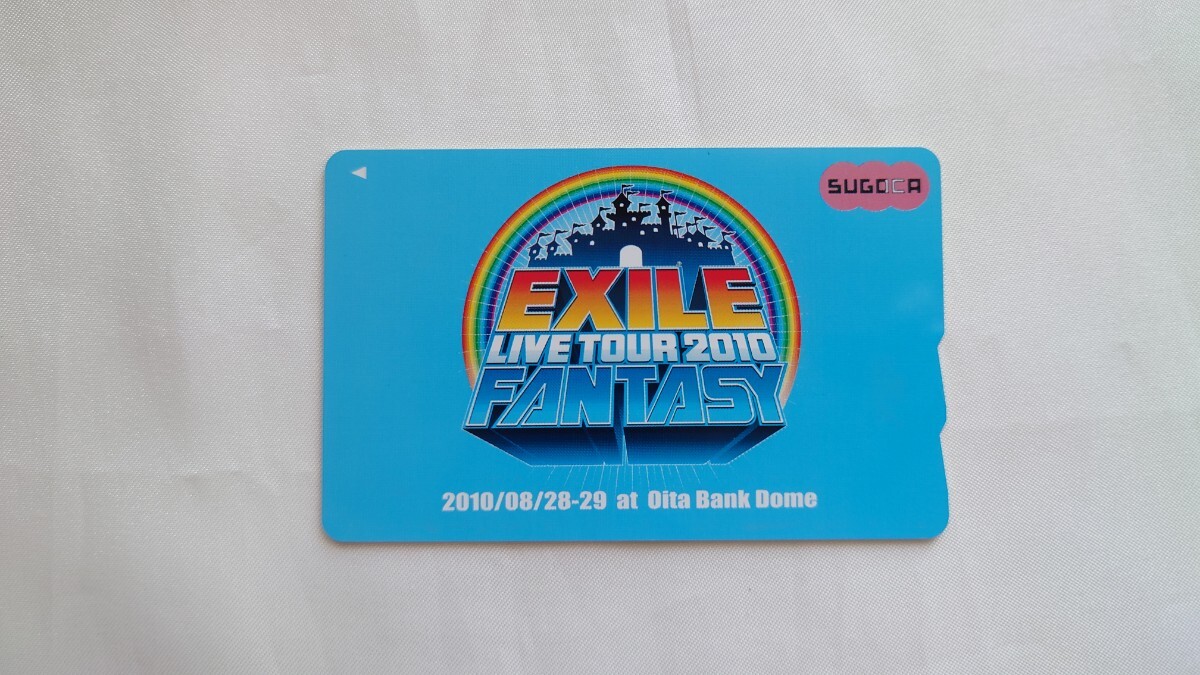 SUGOCA
EXILE
LIVE TOUR 2010
FANTASY
2010/08/28-29 at Oita Bank Dome